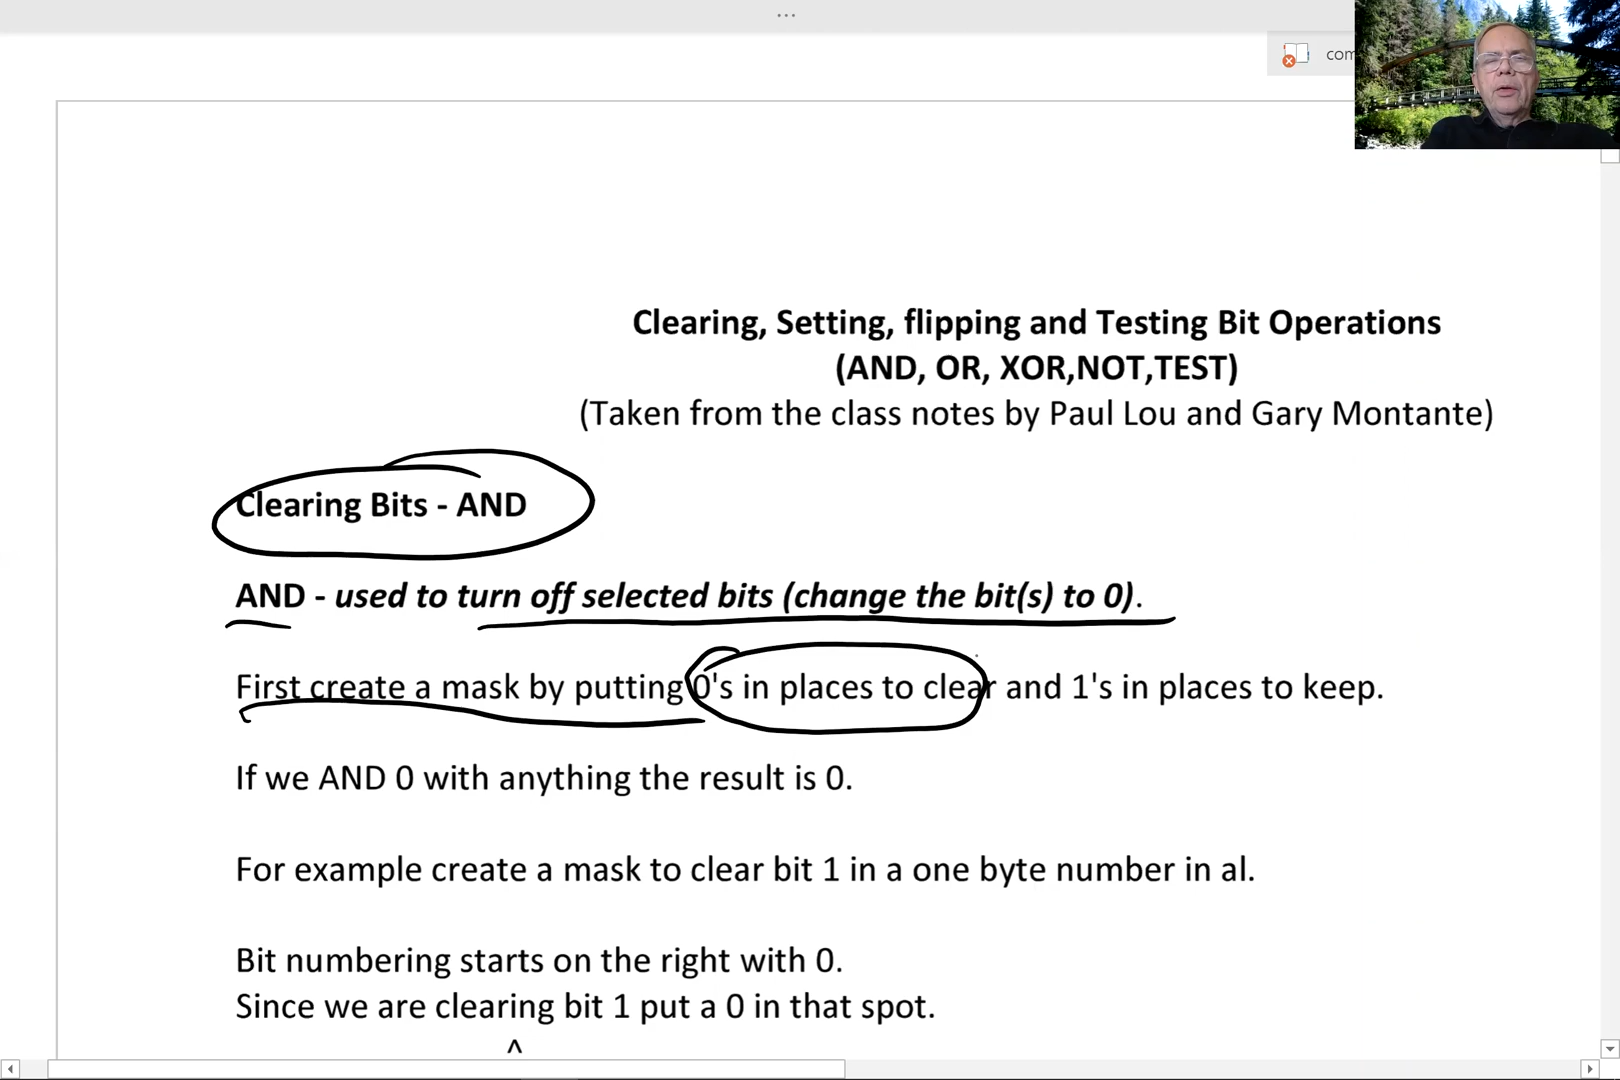 ...
com
Clearing, Setting, flipping and Testing Bit Operations
(AND, OR, XOR,NOT,TEST)
(Taken from the class notes by Paul Lou and Gary Montante)
Clearing Bits - AND
AND - used to turn off selected bits (change the bit(s) to 0).
First create a mask by putting 0's in places to clear and 1's in places to keep.
If we AND 0 with anything the result is 0.
For example create a mask to clear bit 1 in a one byte number in al.
Bit numbering starts on the right with 0.
Since we are clearing bit 1 put a 0 in that spot.
^